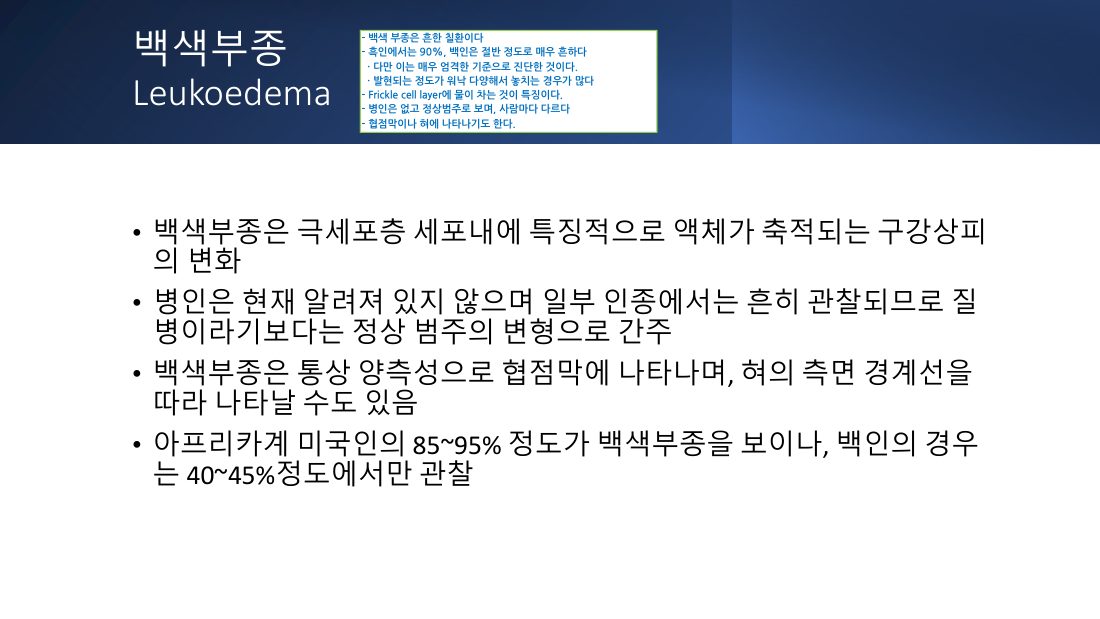 백색부종
Leukoedema
- 백색 부종은 흔한 질환이다
- 흑인에서는 90%, 백인은 절반 정도로 매우 흔하다
· 다만 이는 매우 엄격한 기준으로 진단한 것이다.
· 발현되는 정도가 워낙 다양해서 놓치는 경우가 많다
- Frickle cell layer에 물이 차는 것이 특징이다.
- 병인은 없고 정상범주로 보며, 사람마다 다르다
- 협점막이나 혀에 나타나기도 한다.
• 백색부종은 극세포층 세포내에 특징적으로 액체가 축적되는 구강상피
의 변화
• 병인은 현재 알려져 있지 않으며 일부 인종에서는 흔히 관찰되므로 질
병이라기보다는 정상 범주의 변형으로 간주
• 백색부종은 통상 양측성으로 협점막에 나타나며, 혀의 측면 경계선을
따라 나타날 수도 있음
• 아프리카계 미국인의 85~95% 정도가 백색부종을 보이나, 백인의 경우
는 40~45%정도에서만 관찰